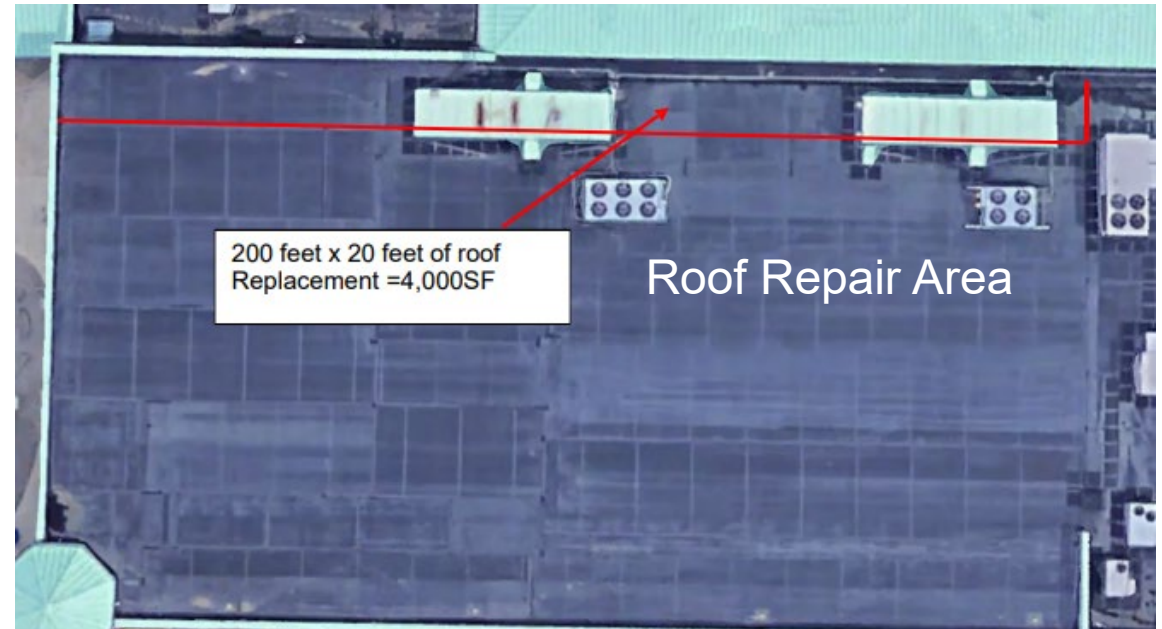 200 feet x 20 feet of roof
Replacement =4,000SF
Roof Repair Area